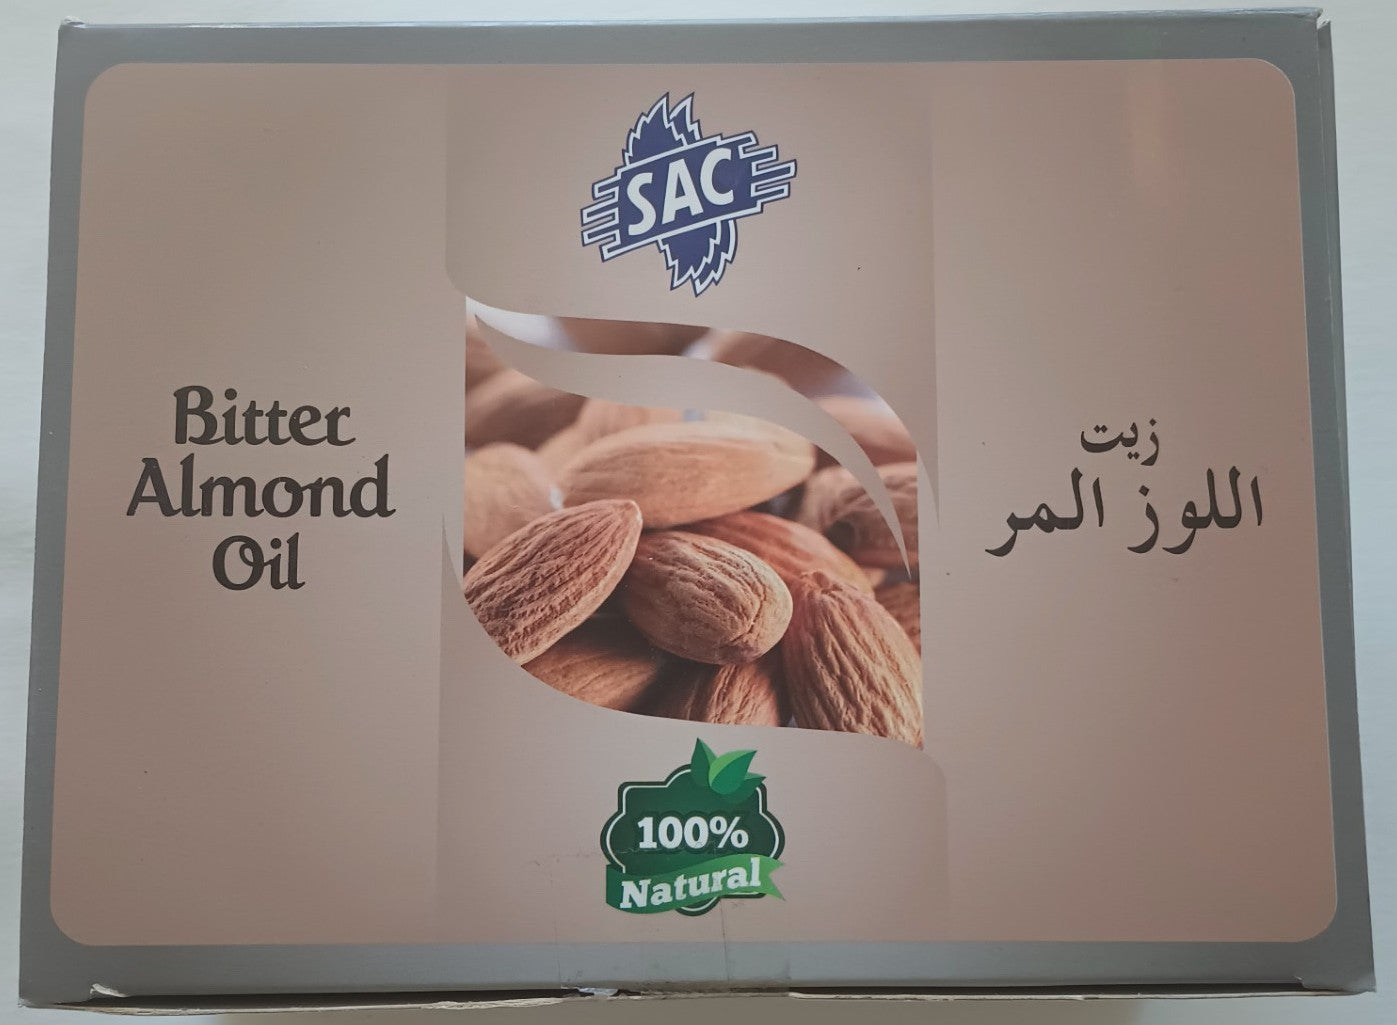 SAC
Bitter
Almond
Oil
زيت
اللوز المر
100%
Natural